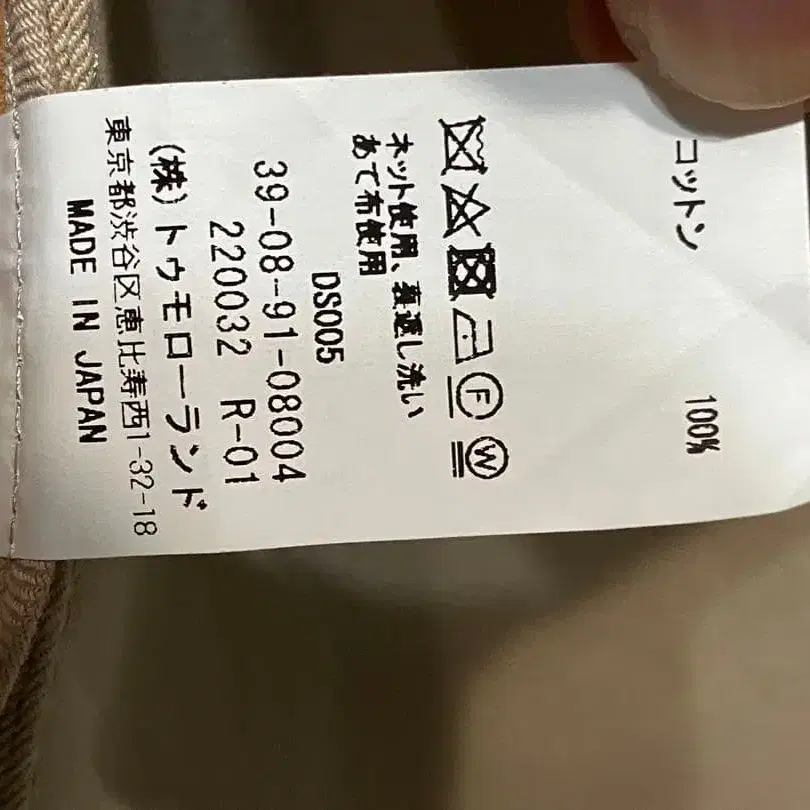 コットン 100%
ネット使用、裏返し洗い
あて布使用
DS005
39-08-91-08004
220032 R-01
(株)トゥモローランド
東京都渋谷区恵比寿西1-32-18
MADE IN JAPAN